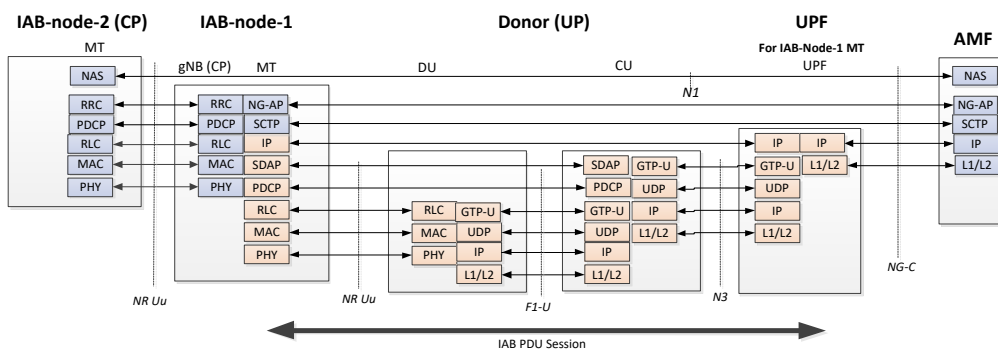 IAB-node-2 (CP) IAB-node-1 Donor (UP) UPF AMF
For IAB-Node-1 MT
MT gNB (CP) MT DU CU UPF
NAS NAS
N1
RRC RRC NG-AP NG-AP
PDCP PDCP SCTP SCTP
RLC RLC IP IP IP IP
MAC MAC SDAP SDAP GTP-U GTP-U L1/L2 L1/L2
PHY PHY PDCP PDCP UDP UDP
RLC RLC GTP-U GTP-U IP IP
MAC MAC UDP UDP L1/L2 L1/L2
PHY PHY IP IP
L1/L2 L1/L2
NR Uu NR Uu F1-U N3 NG-C
IAB PDU Session